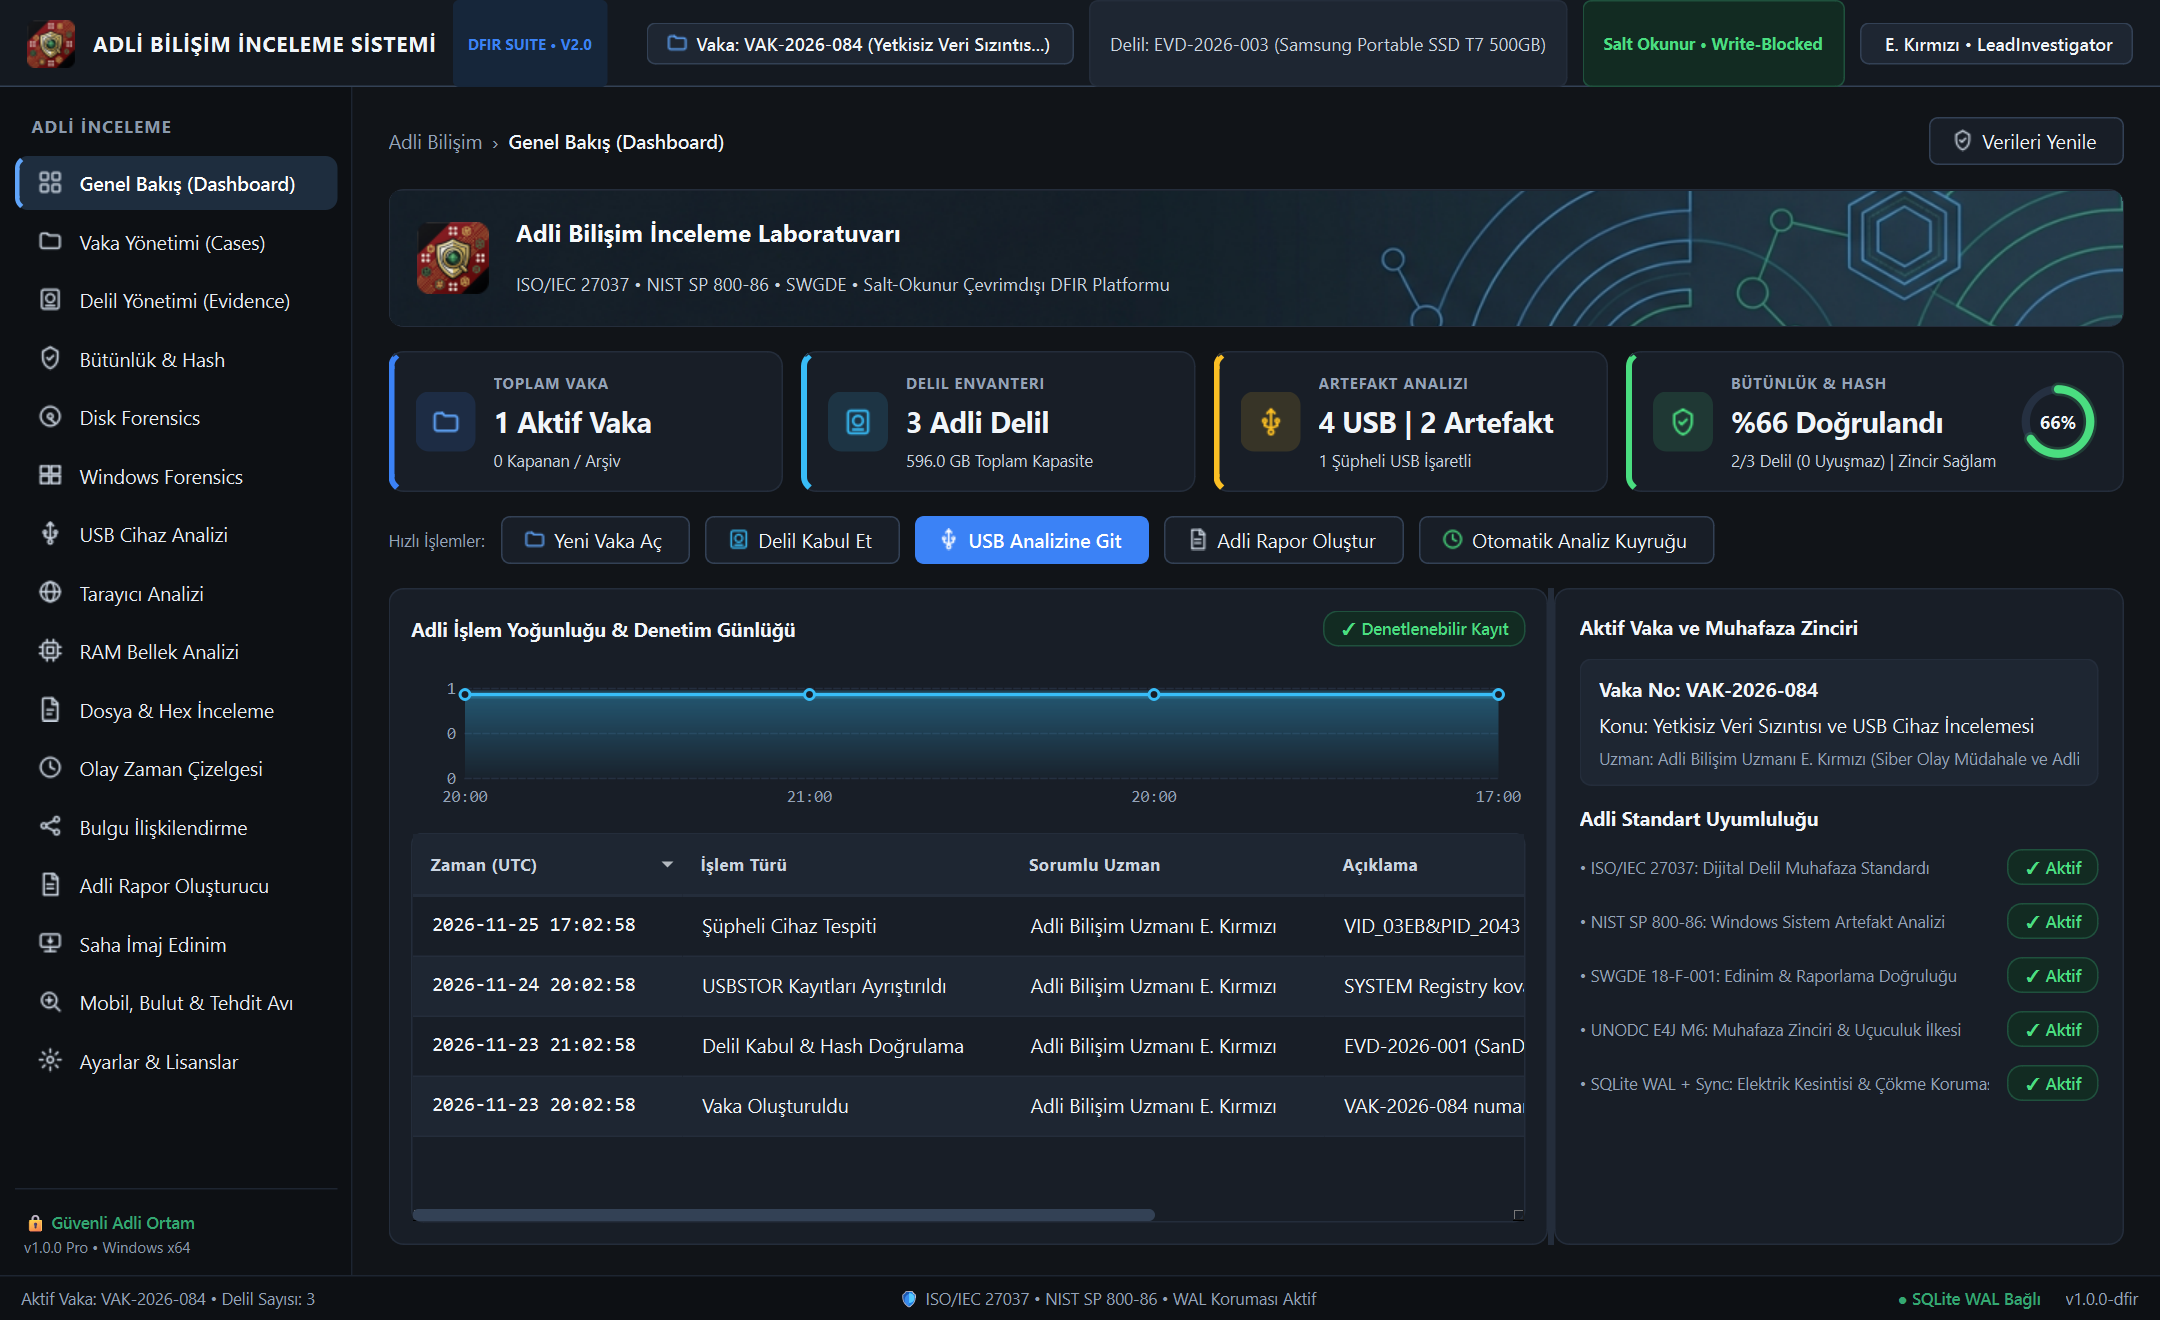 ADLİ BİLİŞİM İNCELEME SİSTEMİ
DFIR SUITE • V2.0
Vaka: VAK-2026-084 (Yetkisiz Veri Sızıntıs...)
Delil: EVD-2026-003 (Samsung Portable SSD T7 500GB)
Salt Okunur • Write-Blocked
E. Kırmızı • LeadInvestigator
ADLİ İNCELEME
Genel Bakış (Dashboard)
Vaka Yönetimi (Cases)
Delil Yönetimi (Evidence)
Bütünlük & Hash
Disk Forensics
Windows Forensics
USB Cihaz Analizi
Tarayıcı Analizi
RAM Bellek Analizi
Dosya & Hex İnceleme
Olay Zaman Çizelgesi
Bulgu İlişkilendirme
Adli Rapor Oluşturucu
Saha İmaj Edinim
Mobil, Bulut & Tehdit Avı
Ayarlar & Lisanslar
Güvenli Adli Ortam
v1.0.0 Pro • Windows x64
Adli Bilişim › Genel Bakış (Dashboard)
Verileri Yenile
Adli Bilişim İnceleme Laboratuvarı
ISO/IEC 27037 • NIST SP 800-86 • SWGDE • Salt-Okunur Çevrimdışı DFIR Platformu
TOPLAM VAKA
1 Aktif Vaka
0 Kapanan / Arşiv
DELIL ENVANTERI
3 Adli Delil
596.0 GB Toplam Kapasite
ARTEFAKT ANALIZI
4 USB | 2 Artefakt
1 Şüpheli USB İşaretli
BÜTÜNLÜK & HASH
%66 Doğrulandı
2/3 Delil (0 Uyuşmaz) | Zincir Sağlam
66%
Hızlı İşlemler:
Yeni Vaka Aç
Delil Kabul Et
USB Analizine Git
Adli Rapor Oluştur
Otomatik Analiz Kuyruğu
Adli İşlem Yoğunluğu & Denetim Günlüğü
✓ Denetlenebilir Kayıt
1
0
0
20:00 21:00 20:00 17:00
Zaman (UTC) İşlem Türü Sorumlu Uzman Açıklama
2026-11-25 17:02:58 Şüpheli Cihaz Tespiti Adli Bilişim Uzmanı E. Kırmızı VID_03EB&PID_2043
2026-11-24 20:02:58 USBSTOR Kayıtları Ayrıştırıldı Adli Bilişim Uzmanı E. Kırmızı SYSTEM Registry kova
2026-11-23 21:02:58 Delil Kabul & Hash Doğrulama Adli Bilişim Uzmanı E. Kırmızı EVD-2026-001 (SanD
2026-11-23 20:02:58 Vaka Oluşturuldu Adli Bilişim Uzmanı E. Kırmızı VAK-2026-084 numar
Aktif Vaka ve Muhafaza Zinciri
Vaka No: VAK-2026-084
Konu: Yetkisiz Veri Sızıntısı ve USB Cihaz İncelemesi
Uzman: Adli Bilişim Uzmanı E. Kırmızı (Siber Olay Müdahale ve Adli
Adli Standart Uyumluluğu
• ISO/IEC 27037: Dijital Delil Muhafaza Standardı ✓ Aktif
• NIST SP 800-86: Windows Sistem Artefakt Analizi ✓ Aktif
• SWGDE 18-F-001: Edinim & Raporlama Doğruluğu ✓ Aktif
• UNODC E4J M6: Muhafaza Zinciri & Uçuculuk İlkesi ✓ Aktif
• SQLite WAL + Sync: Elektrik Kesintisi & Çökme Korumas ✓ Aktif
Aktif Vaka: VAK-2026-084 • Delil Sayısı: 3
ISO/IEC 27037 • NIST SP 800-86 • WAL Koruması Aktif
● SQLite WAL Bağlı
v1.0.0-dfir